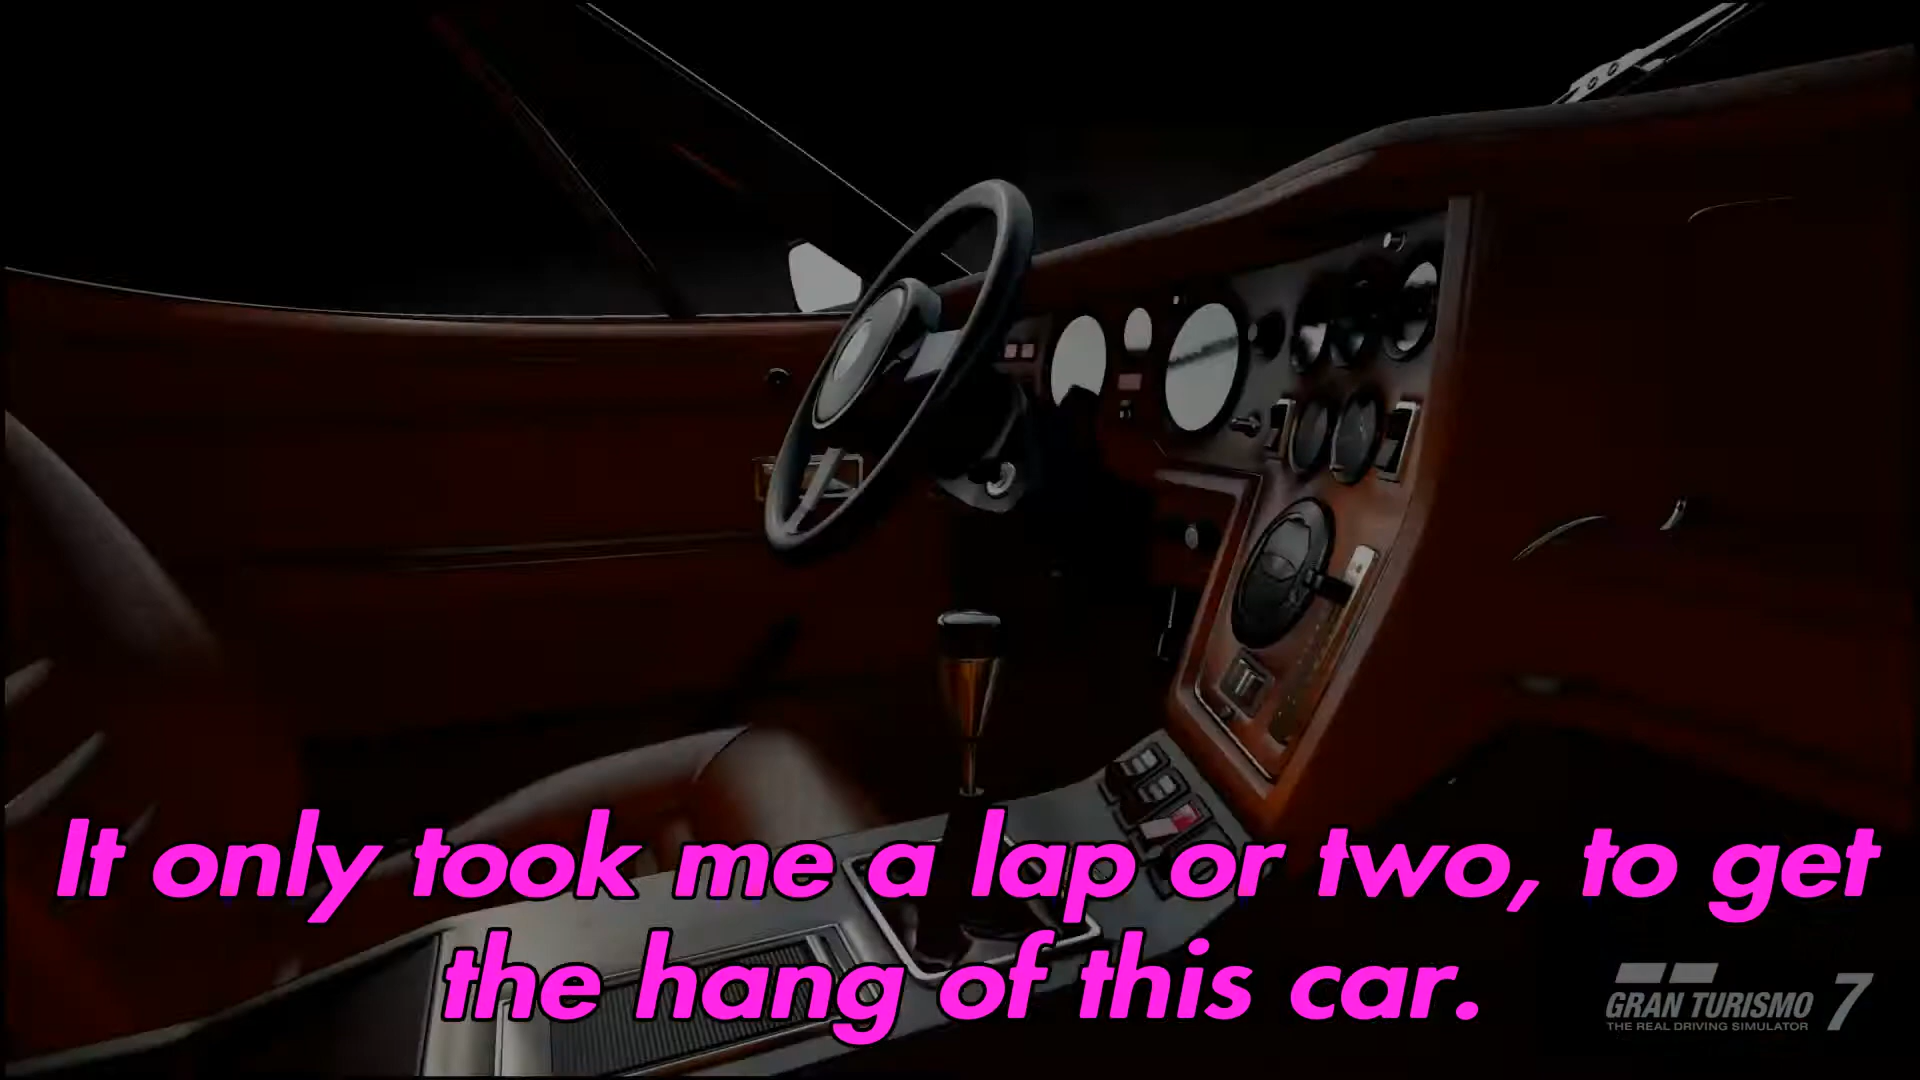 It only took me a lap or two, to get
the hang of this car.
GRAN TURISMO 7
THE REAL DRIVING SIMULATOR